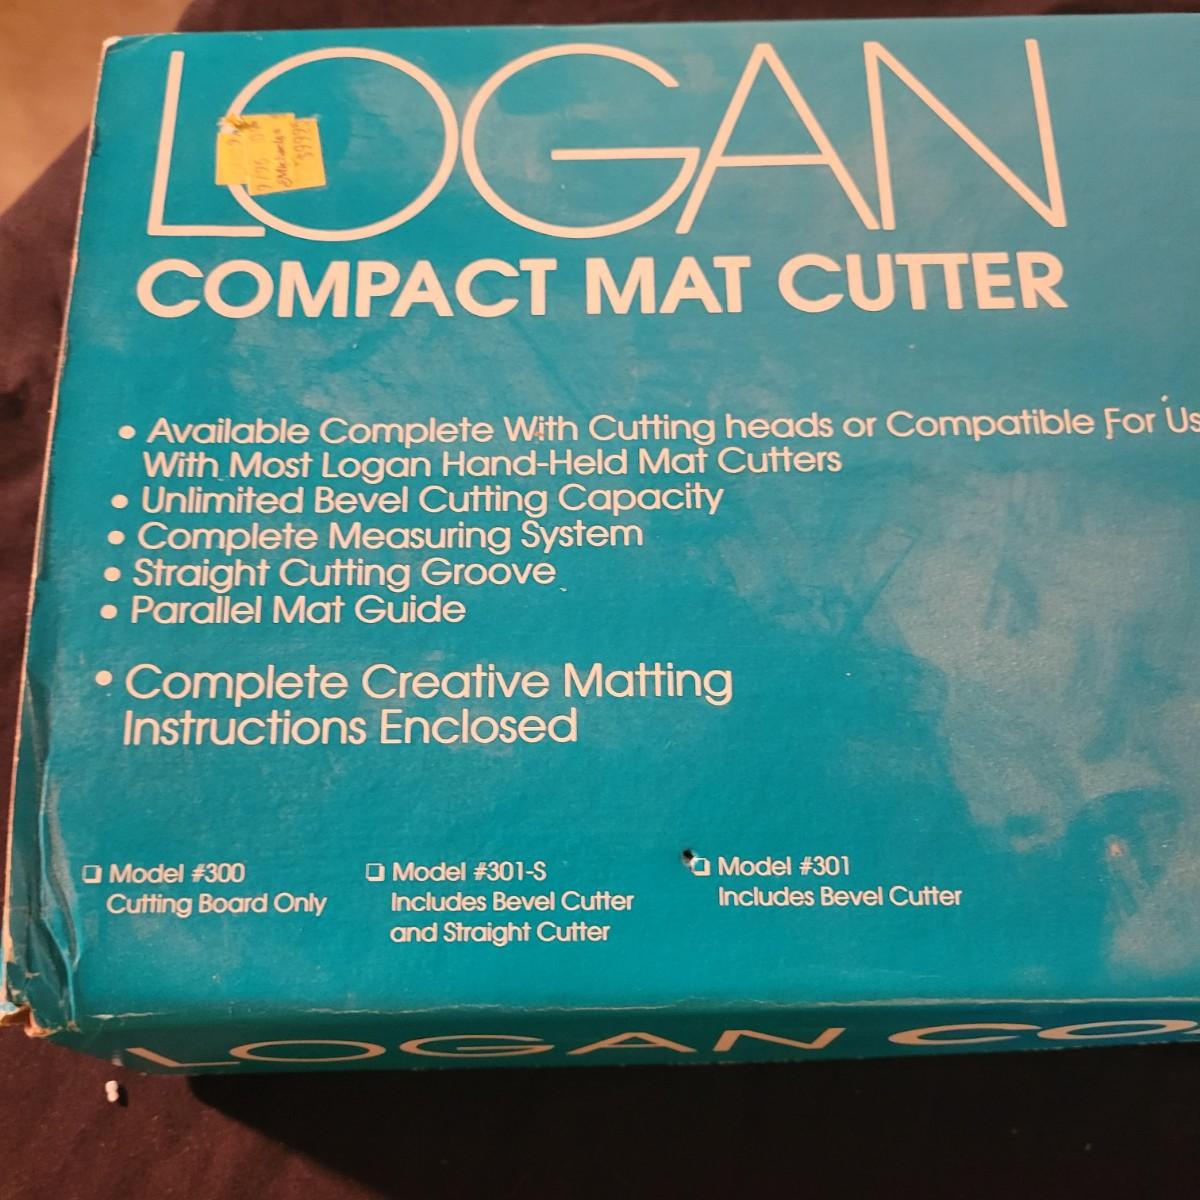 LOGAN
Michaels
COMPACT MAT CUTTER
• Available Complete With Cutting heads or Compatible For Us
With Most Logan Hand-Held Mat Cutters
• Unlimited Bevel Cutting Capacity
• Complete Measuring System
• Straight Cutting Groove
• Parallel Mat Guide
• Complete Creative Matting
Instructions Enclosed
❏ Model #300
Cutting Board Only
❏ Model #301-S
Includes Bevel Cutter
and Straight Cutter
❏ Model #301
Includes Bevel Cutter
LOGAN CO